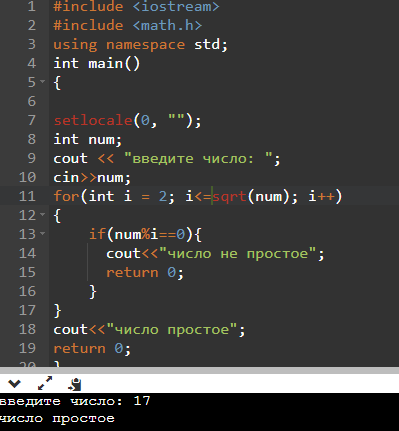 1 #include <iostream>
2 #include <math.h>
3 using namespace std;
4 int main()
5 {
6
7 setlocale(0, "");
8 int num;
9 cout << "введите число: ";
10 cin>>num;
11 for(int i = 2; i<=sqrt(num); i++)
12 {
13 if(num%i==0){
14 cout<<"число не простое";
15 return 0;
16 }
17 }
18 cout<<"число простое";
19 return 0;
введите число: 17
число простое